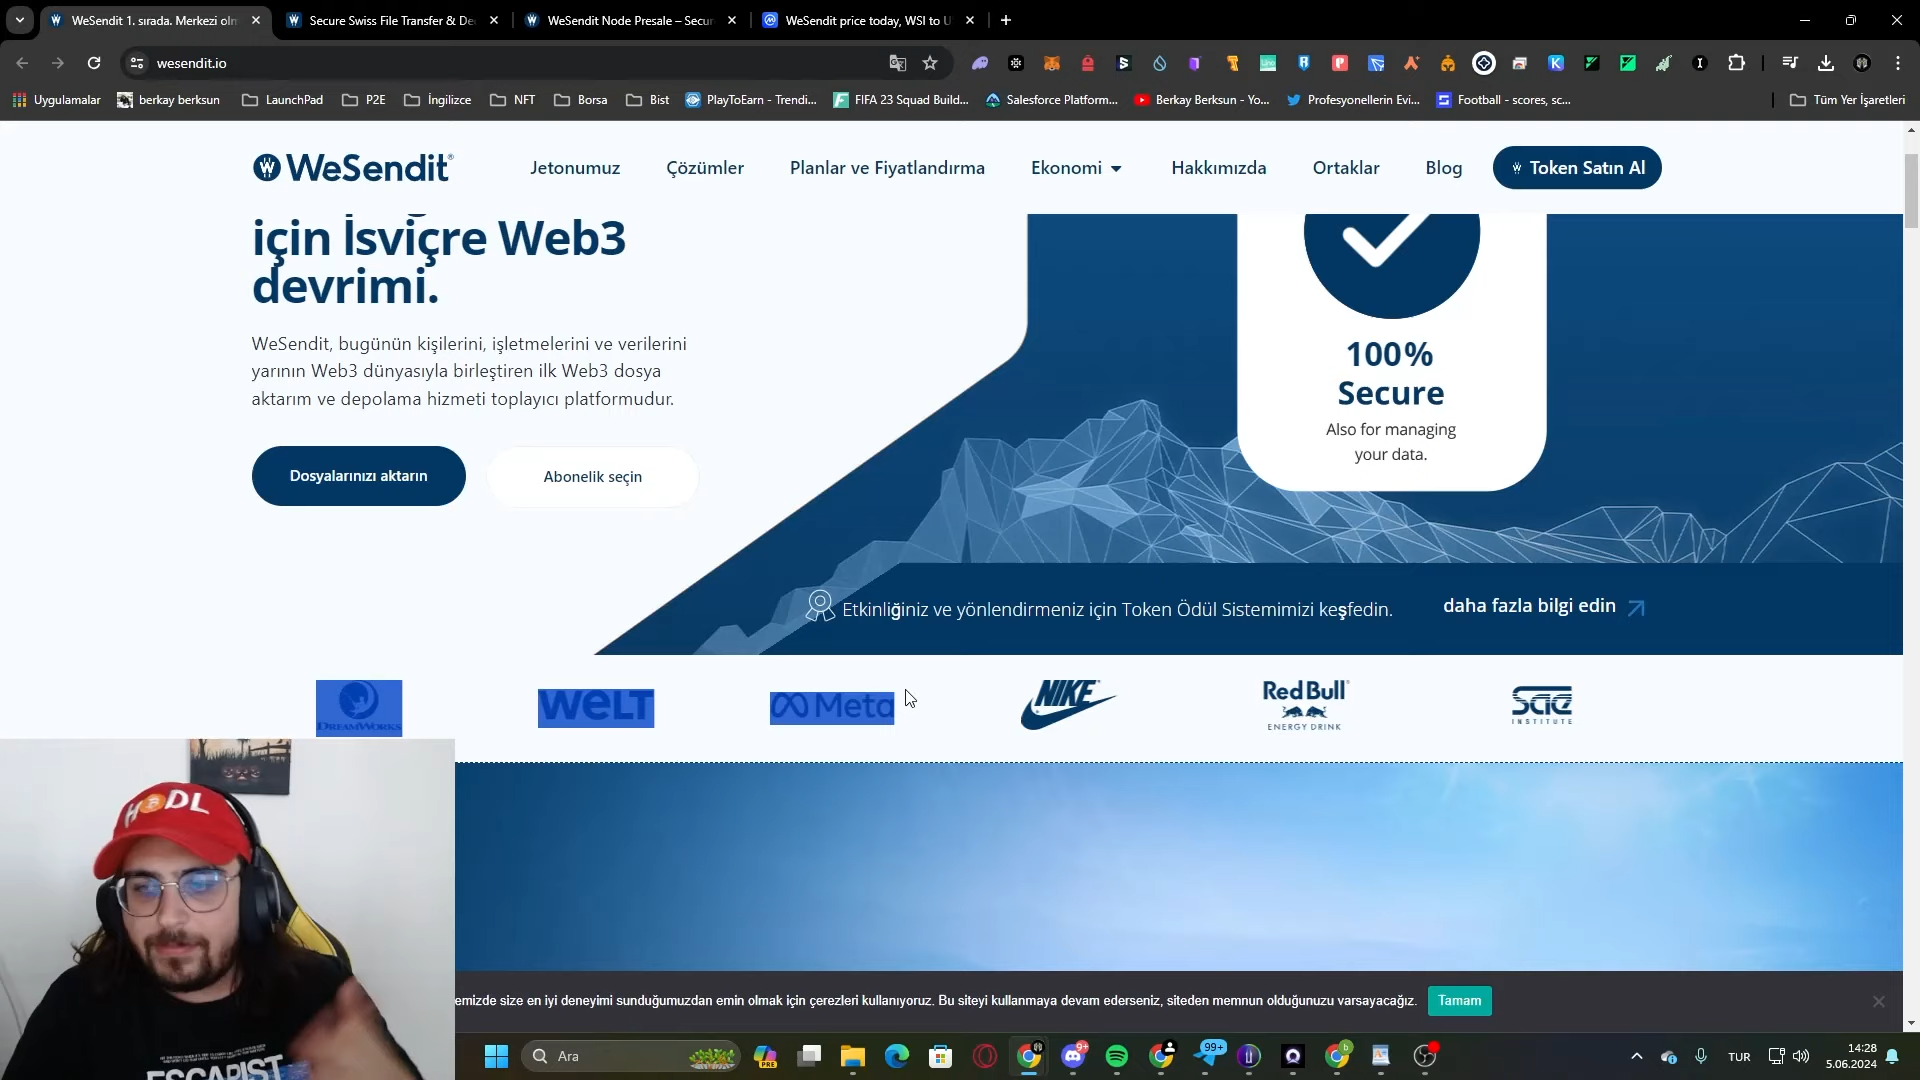 WeSendit 1. sırada. Merkezi olm
Secure Swiss File Transfer & De
WeSendit Node Presale – Secur
WeSendit price today, WSI to U
wesendit.io
Uygulamalar
berkay berksun
LaunchPad
P2E
İngilizce
NFT
Borsa
Bist
PlayToEarn - Trendi...
FIFA 23 Squad Build...
Salesforce Platform...
Berkay Berksun - Yo...
Profesyonellerin Evi...
Football - scores, sc...
Tüm Yer İşaretleri
WeSendit
Jetonumuz
Çözümler
Planlar ve Fiyatlandırma
Ekonomi
Hakkımızda
Ortaklar
Blog
Token Satın Al
için İsviçre Web3
devrimi.
WeSendit, bugünün kişilerini, işletmelerini ve verilerini
yarının Web3 dünyasıyla birleştiren ilk Web3 dosya
aktarım ve depolama hizmeti toplayıcı platformudur.
Dosyalarınızı aktarın
Abonelik seçin
100%
Secure
Also for managing
your data.
Etkinliğiniz ve yönlendirmeniz için Token Ödül Sistemimizi keşfedin.
daha fazla bilgi edin
DREAMWORKS
WELT
Meta
NIKE
Red Bull
ENERGY DRINK
sae
INSTITUTE
HODL
ESCAPIST
emizde size en iyi deneyimi sunduğumuzdan emin olmak için çerezleri kullanıyoruz. Bu siteyi kullanmaya devam ederseniz, siteden memnun olduğunuzu varsayacağız.
Tamam
Ara
PRE
9+
99+
TUR
14:28
5.06.2024